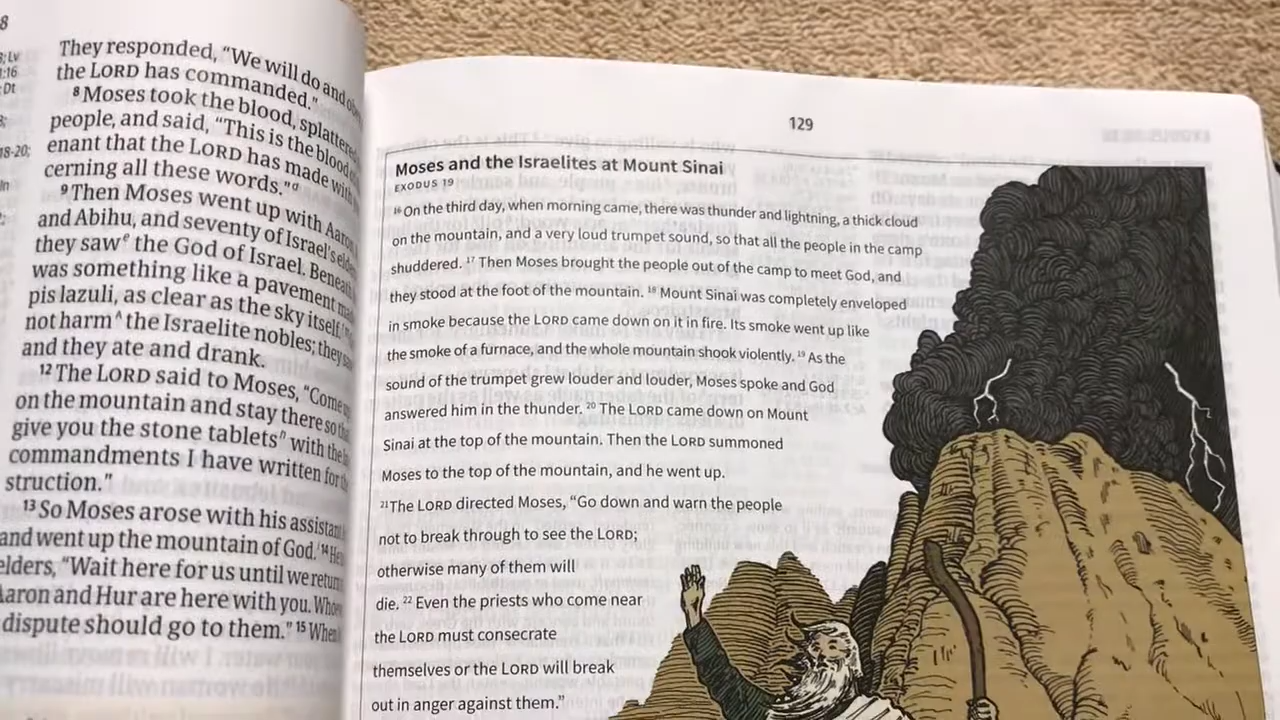 8
They responded, “We will do and
the LORD has commanded.”
⁸ Moses took the blood, splattered
people, and said, “This is the blood
enant that the LORD has made with
cerning all these words.”
⁹ Then Moses went up with Aaron
and Abihu, and seventy of Israel’s
they saw the God of Israel.
was something like a pavement
pis lazuli, as clear as the sky itself.
not harm the Israelite nobles; they
and they ate and drank.
¹² The LORD said to Moses, “Come
on the mountain and stay there so
give you the stone tablets with the
commandments I have written for
struction.”
¹³ So Moses arose with his assistant
and went up the mountain of God. ¹⁴ He
elders, “Wait here for us until we return
Aaron and Hur are here with you.
dispute should go to them.” ¹⁵ When
1:16
Dt
18-20;
129
Moses and the Israelites at Mount Sinai
EXODUS 19
¹⁶ On the third day, when morning came, there was thunder and lightning, a thick cloud
on the mountain, and a very loud trumpet sound, so that all the people in the camp
shuddered. ¹⁷ Then Moses brought the people out of the camp to meet God, and
they stood at the foot of the mountain. ¹⁸ Mount Sinai was completely enveloped
in smoke because the LORD came down on it in fire. Its smoke went up like
the smoke of a furnace, and the whole mountain shook violently. ¹⁹ As the
sound of the trumpet grew louder and louder, Moses spoke and God
answered him in the thunder. ²⁰ The LORD came down on Mount
Sinai at the top of the mountain. Then the LORD summoned
Moses to the top of the mountain, and he went up.
²¹ The LORD directed Moses, “Go down and warn the people
not to break through to see the LORD;
otherwise many of them will
die. ²² Even the priests who come near
the LORD must consecrate
themselves or the LORD will break
out in anger against them.”